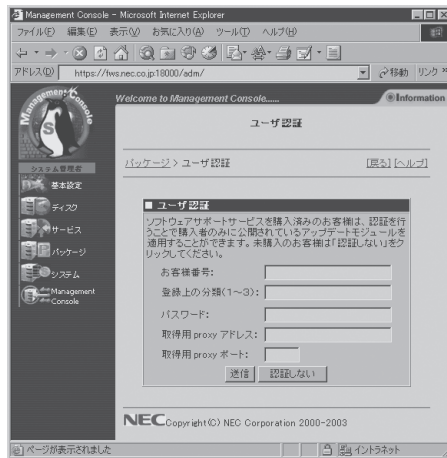 Management Console - Microsoft Internet Explorer
ファイル(F) 編集(E) 表示(V) お気に入り(A) ツール(T) ヘルプ(H)
アドレス(D) https://fws.nec.co.jp:18000/adm/ 移動 リンク
Management Console
Welcome to Management Console......
Information
ユーザ認証
システム管理者
パッケージ > ユーザ認証 [戻る] [ヘルプ]
基本設定
ディスク
サービス
パッケージ
システム
Management Console
■ ユーザ認証
ソフトウェアサポートサービスを購入済みのお客様は、認証を行
うことで購入者のみに公開されているアップデートモジュールを
適用することができます。未購入のお客様は「認証しない」をク
リックしてください。
お客様番号:
登録上の分類(1～3):
パスワード:
取得用 proxy アドレス:
取得用 proxy ポート:
送信 認証しない
NEC Copyright(C) NEC Corporation 2000-2003
ページが表示されました イントラネット